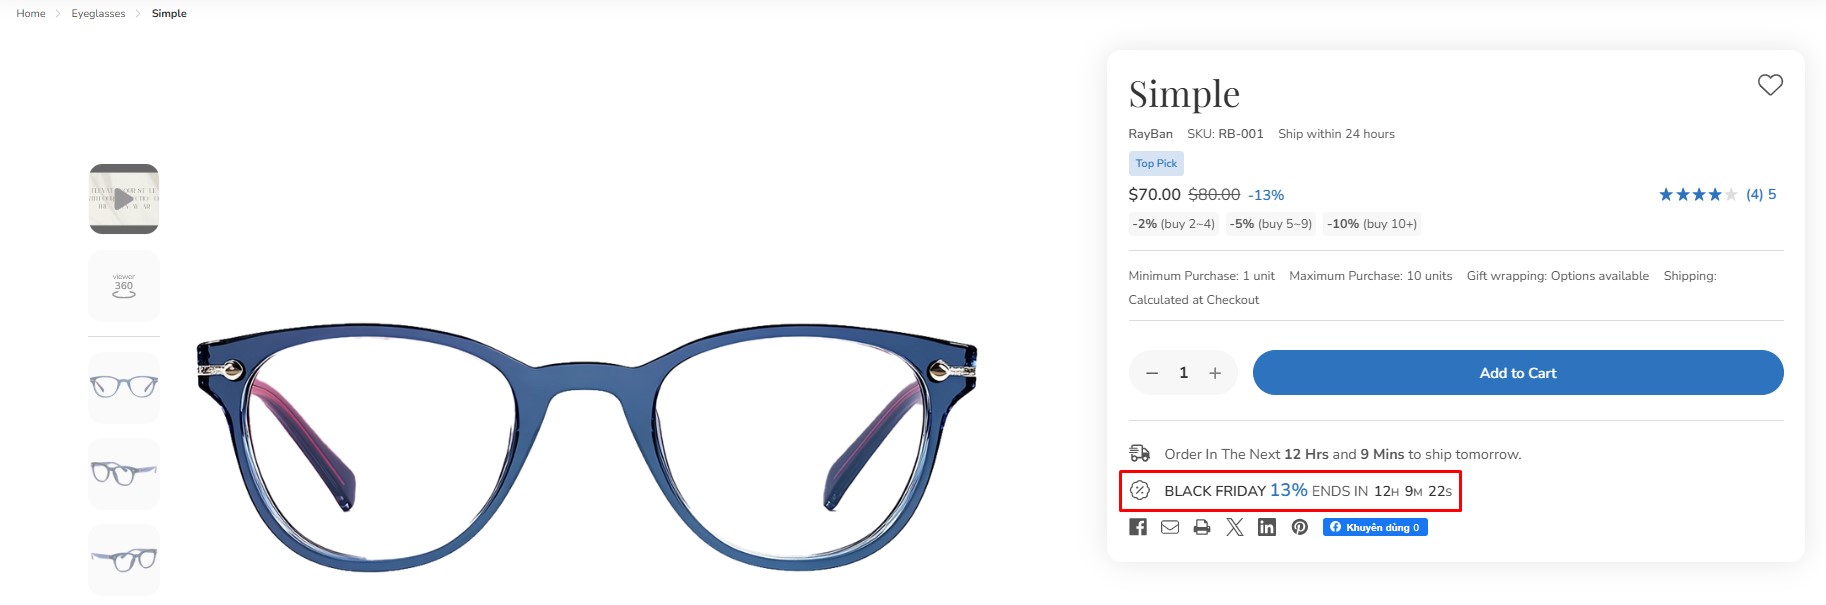 Home > Eyeglasses > Simple
viewer
360
Simple
RayBan SKU: RB-001 Ship within 24 hours
Top Pick
$70.00 $80.00 -13% (4) 5
-2% (buy 2~4) -5% (buy 5~9) -10% (buy 10+)
Minimum Purchase: 1 unit Maximum Purchase: 10 units Gift wrapping: Options available Shipping:
Calculated at Checkout
− 1 + Add to Cart
Order In The Next 12 Hrs and 9 Mins to ship tomorrow.
BLACK FRIDAY 13% ENDS IN 12H 9M 22S
Khuyên dùng 0